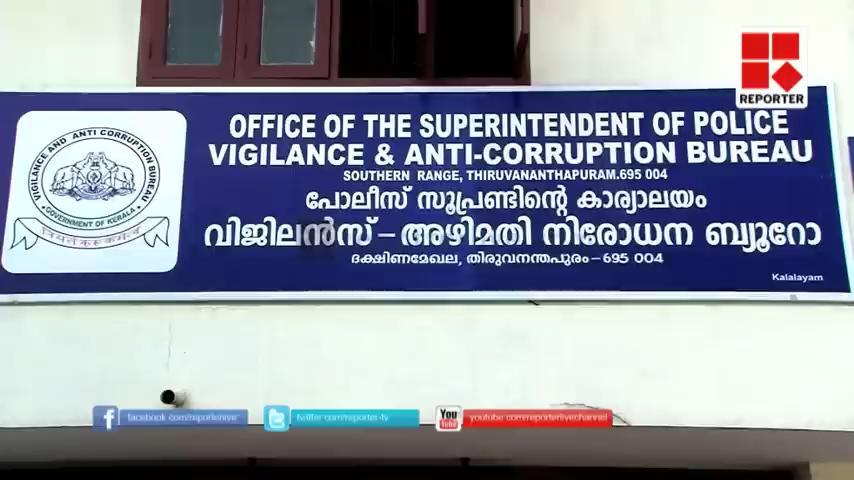 REPORTER
OFFICE OF THE SUPERINTENDENT OF POLICE
VIGILANCE & ANTI-CORRUPTION BUREAU
SOUTHERN RANGE, THIRUVANANTHAPURAM.695 004
പോലീസ് സൂപ്രണ്ടിന്റെ കാര്യാലയം
വിജിലൻസ് – അഴിമതി നിരോധന ബ്യൂറോ
ദക്ഷിണമേഖല, തിരുവനന്തപുരം – 695 004
Kalalayam
VIGILANCE AND ANTI CORRUPTION BUREAU
GOVERNMENT OF KERALA
facebook.com/reporterlive
twitter.com/reporter-tv
You Tube youtube.com/reporterlivechannel